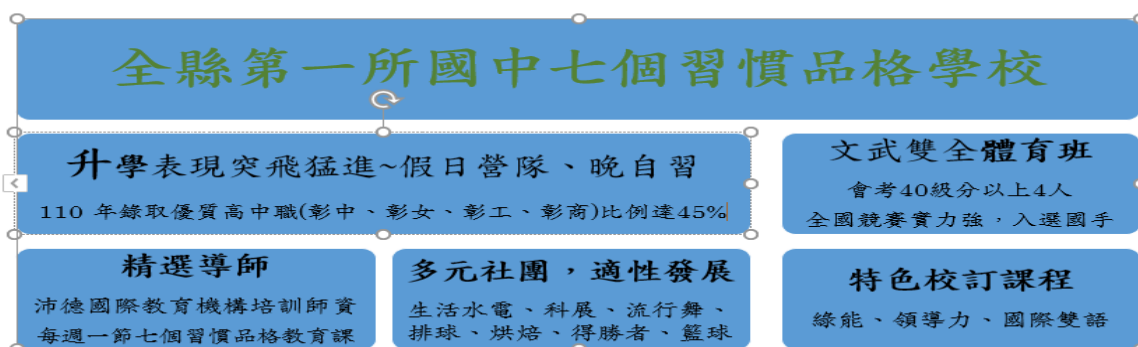 全縣第一所國中七個習慣品格學校
升學表現突飛猛進~假日營隊、晚自習
110 年錄取優質高中職(彰中、彰女、彰工、彰商)比例達45%
文武雙全體育班
會考40級分以上4人
全國競賽實力強，入選國手
精選導師
沛德國際教育機構培訓師資
每週一節七個習慣品格教育課
多元社團，適性發展
生活水電、科展、流行舞、
排球、烘焙、得勝者、籃球
特色校訂課程
綠能、領導力、國際雙語